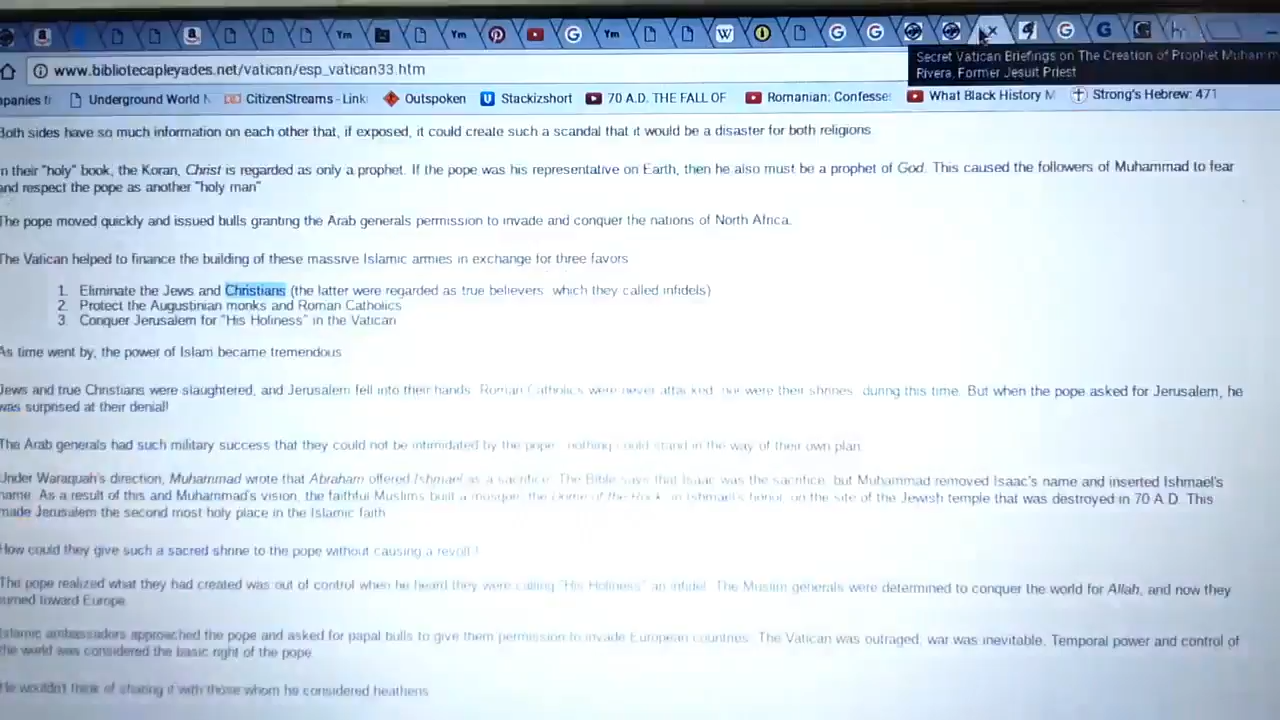 Ym
Ym
Ym
www.bibliotecapleyades.net/vatican/esp_vatican33.htm
Secret Vatican Briefings on The Creation of Prophet Muhamm
Rivera, Former Jesuit Priest
panies fr Underground World N CitizenStreams - Link Outspoken Stackizshort 70 A.D. THE FALL OF Romanian: Confesse: What Black History M Strong's Hebrew: 471
Both sides have so much information on each other that, if exposed, it could create such a scandal that it would be a disaster for both religions
In their "holy" book, the Koran, Christ is regarded as only a prophet. If the pope was his representative on Earth, then he also must be a prophet of God. This caused the followers of Muhammad to fear
and respect the pope as another "holy man"
The pope moved quickly and issued bulls granting the Arab generals permission to invade and conquer the nations of North Africa.
The Vatican helped to finance the building of these massive Islamic armies in exchange for three favors
1. Eliminate the Jews and Christians (the latter were regarded as true believers which they called infidels)
2. Protect the Augustinian monks and Roman Catholics
3. Conquer Jerusalem for "His Holiness" in the Vatican
As time went by, the power of Islam became tremendous
Jews and true Christians were slaughtered, and Jerusalem fell into their hands. Roman Catholics were never attacked, nor were their shrines, during this time. But when the pope asked for Jerusalem, he
was surprised at their denial!
The Arab generals had such military success that they could not be intimidated by the pope - nothing could stand in the way of their own plan.
Under Waraquah's direction, Muhammad wrote that Abraham offered Ishmael as a sacrifice. The Bible says that Isaac was the sacrifice, but Muhammad removed Isaac's name and inserted Ishmael's
name. As a result of this and Muhammad's vision, the faithful Muslims built a mosque, the Dome of the Rock, in Ishmael's honor on the site of the Jewish temple that was destroyed in 70 A.D. This
made Jerusalem the second most holy place in the Islamic faith
How could they give such a sacred shrine to the pope without causing a revolt!
The pope realized what they had created was out of control when he heard they were calling "His Holiness" an infidel. The Muslim generals were determined to conquer the world for Allah, and now they
turned toward Europe.
Islamic ambassadors approached the pope and asked for papal bulls to give them permission to invade European countries. The Vatican was outraged; war was inevitable. Temporal power and control of
the world was considered the basic right of the pope.
He wouldn't think of sharing it with those whom he considered heathens